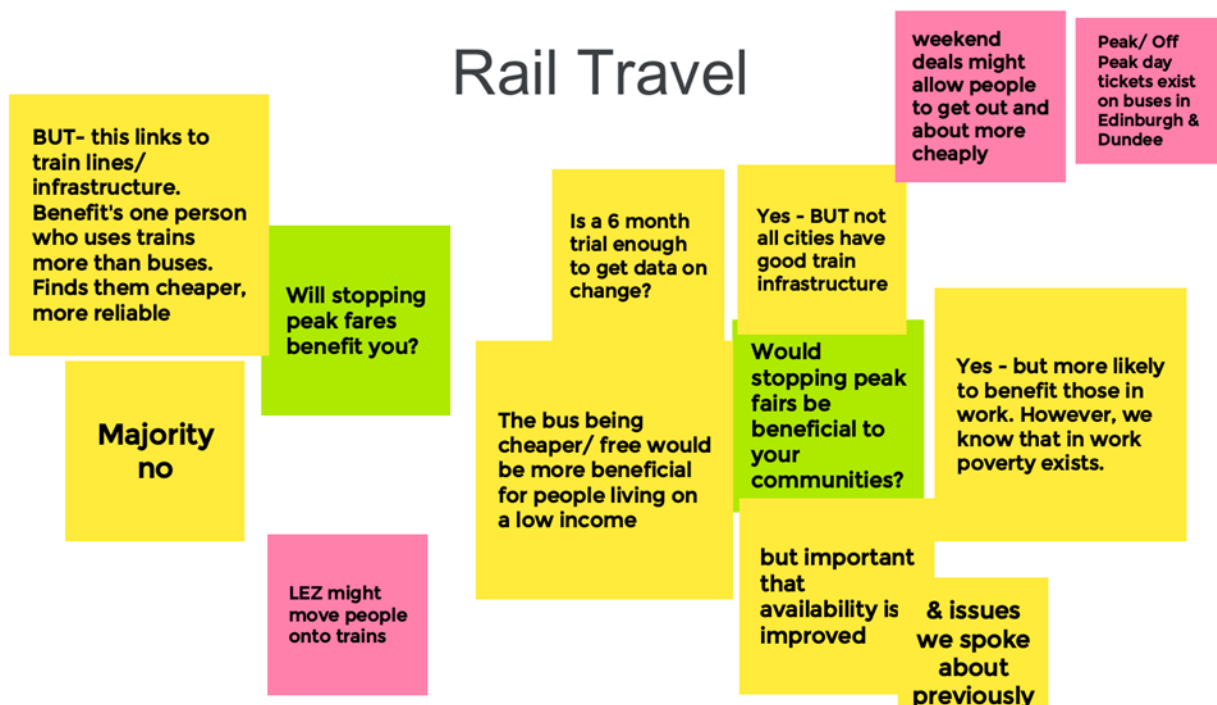 Rail Travel
BUT- this links to
train lines/
infrastructure.
Benefit's one person
who uses trains
more than buses.
Finds them cheaper,
more reliable
Will stopping
peak fares
benefit you?
Majority
no
LEZ might
move people
onto trains
Is a 6 month
trial enough
to get data on
change?
The bus being
cheaper/ free would
be more beneficial
for people living on
a low income
Yes - BUT not
all cities have
good train
infrastructure
Would
stopping peak
fairs be
beneficial to
your
communities?
but important
that
availability is
improved
& issues
we spoke
about
previously
weekend
deals might
allow people
to get out and
about more
cheaply
Peak/ Off
Peak day
tickets exist
on buses in
Edinburgh &
Dundee
Yes - but more likely
to benefit those in
work. However, we
know that in work
poverty exists.